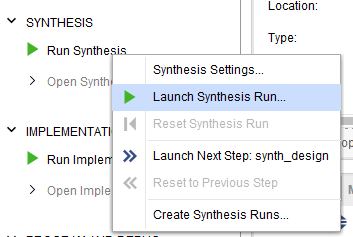 SYNTHESIS
Run Synthesis
Open Synthe
IMPLEMENTATI
Run Implem
Open Imple
Synthesis Settings...
Launch Synthesis Run...
Reset Synthesis Run
Launch Next Step: synth_design
Reset to Previous Step
Create Synthesis Runs...
Location:
Type: